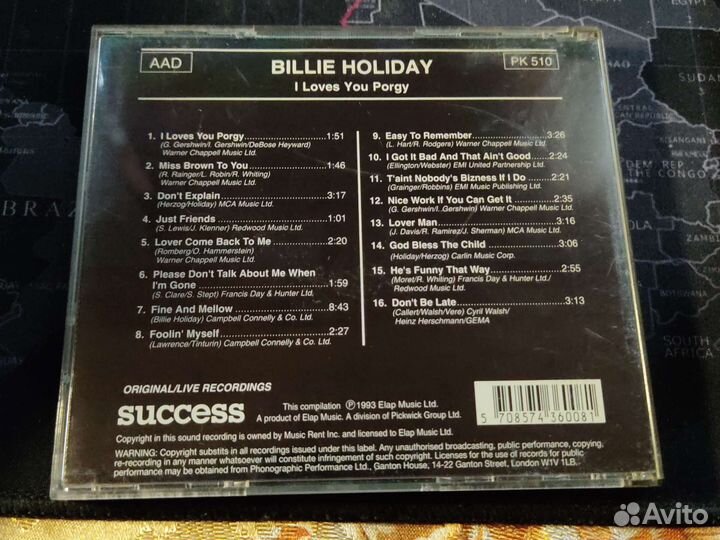 AAD
BILLIE HOLIDAY
PK 510
I Loves You Porgy
1. I Loves You Porgy 1:51
(G. Gershwin/I. Gershwin/DeBose Heyward)
Warner Chappell Music Ltd.
2. Miss Brown To You 1:46
(R. Rainger/L. Robin/R. Whiting)
Warner Chappell Music Ltd.
3. Don't Explain 3:17
(Herzog/Holiday) MCA Music Ltd.
4. Just Friends 1:01
(S. Lewis/J. Klenner) Redwood Music Ltd.
5. Lover Come Back To Me 2:20
(Romberg/O. Hammerstein)
Warner Chappell Music Ltd.
6. Please Don't Talk About Me When
I'm Gone 1:59
(S. Clare/S. Stept) Francis Day & Hunter Ltd.
7. Fine And Mellow 8:43
(Billie Holiday) Campbell Connelly & Co. Ltd.
8. Foolin' Myself 2:27
(Lawrence/Tinturin) Campbell Connelly & Co. Ltd.
9. Easy To Remember 3:26
(L. Hart/R. Rodgers) Warner Chappell Music Ltd.
10. I Got It Bad And That Ain't Good 2:24
(Ellington/Webster) EMI United Partnership Ltd.
11. T'aint Nobody's Bizness If I Do 2:21
(Grainger/Robbins) EMI Music Publishing Ltd.
12. Nice Work If You Can Get It 2:35
(G. Gershwin/I. Gershwin) Warner Chappell Music Ltd.
13. Lover Man 3:16
(J. Davis/R. Ramirez/J. Sherman) MCA Music Ltd.
14. God Bless The Child 3:06
(Holiday/Herzog) Carlin Music Corp.
15. He's Funny That Way 2:55
(Moret/R. Whiting) Francis Day & Hunter Ltd./
Redwood Music Ltd.
16. Don't Be Late 3:13
(Callert/Walsh/Vere) Cyril Walsh/
Heinz Herschmann/GEMA
ORIGINAL/LIVE RECORDINGS
success
This compilation Ⓟ1993 Elap Music Ltd.
A product of Elap Music. A division of Pickwick Group Ltd.
5 708574 360081
Copyright in this sound recording is owned by Music Rent Inc. and licensed to Elap Music Ltd.
WARNING: Copyright substits in all recordings issued under this label. Any unauthorised broadcasting, public performance, copying,
re-recording in any manner whatsoever will constitute infringement of such copyright. Licenses for the use of records for public
performance may be obtained from Phonographic Performance Ltd., Ganton House, 14-22 Ganton Street, London W1V 1LB.
EGYPT
SUDAN
KISANGANI
DEM REP
THE CONGO
SOUTH
AFRICA
BRAZIL
Avito